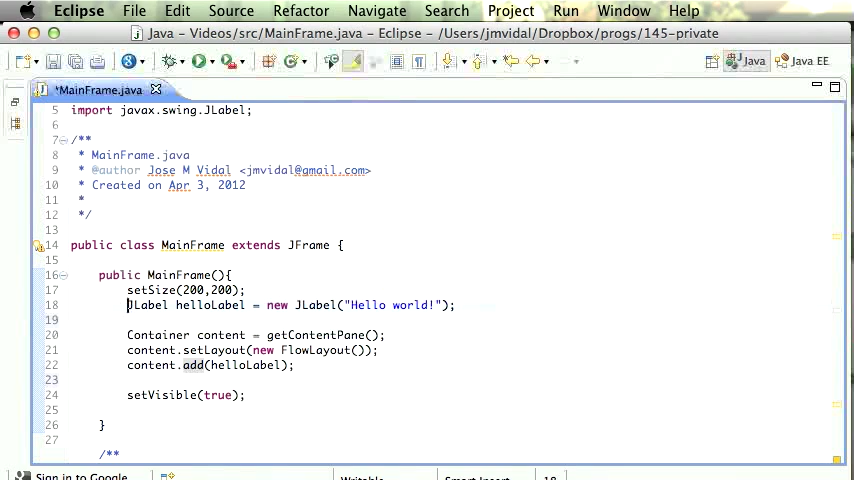 Eclipse File Edit Source Refactor Navigate Search Project Run Window Help
Java - Videos/src/MainFrame.java - Eclipse - /Users/jmvidal/Dropbox/progs/145-private
Java Java EE
*MainFrame.java
5 import javax.swing.JLabel;
6
7 /**
8 * MainFrame.java
9 * @author Jose M Vidal <jmvidal@gmail.com>
10 * Created on Apr 3, 2012
11 *
12 */
13
14 public class MainFrame extends JFrame {
15
16 public MainFrame(){
17 setSize(200,200);
18 JLabel helloLabel = new JLabel("Hello world!");
19
20 Container content = getContentPane();
21 content.setLayout(new FlowLayout());
22 content.add(helloLabel);
23
24 setVisible(true);
25
26 }
27
/**
Sign in to Google Writable Smart Insert 18